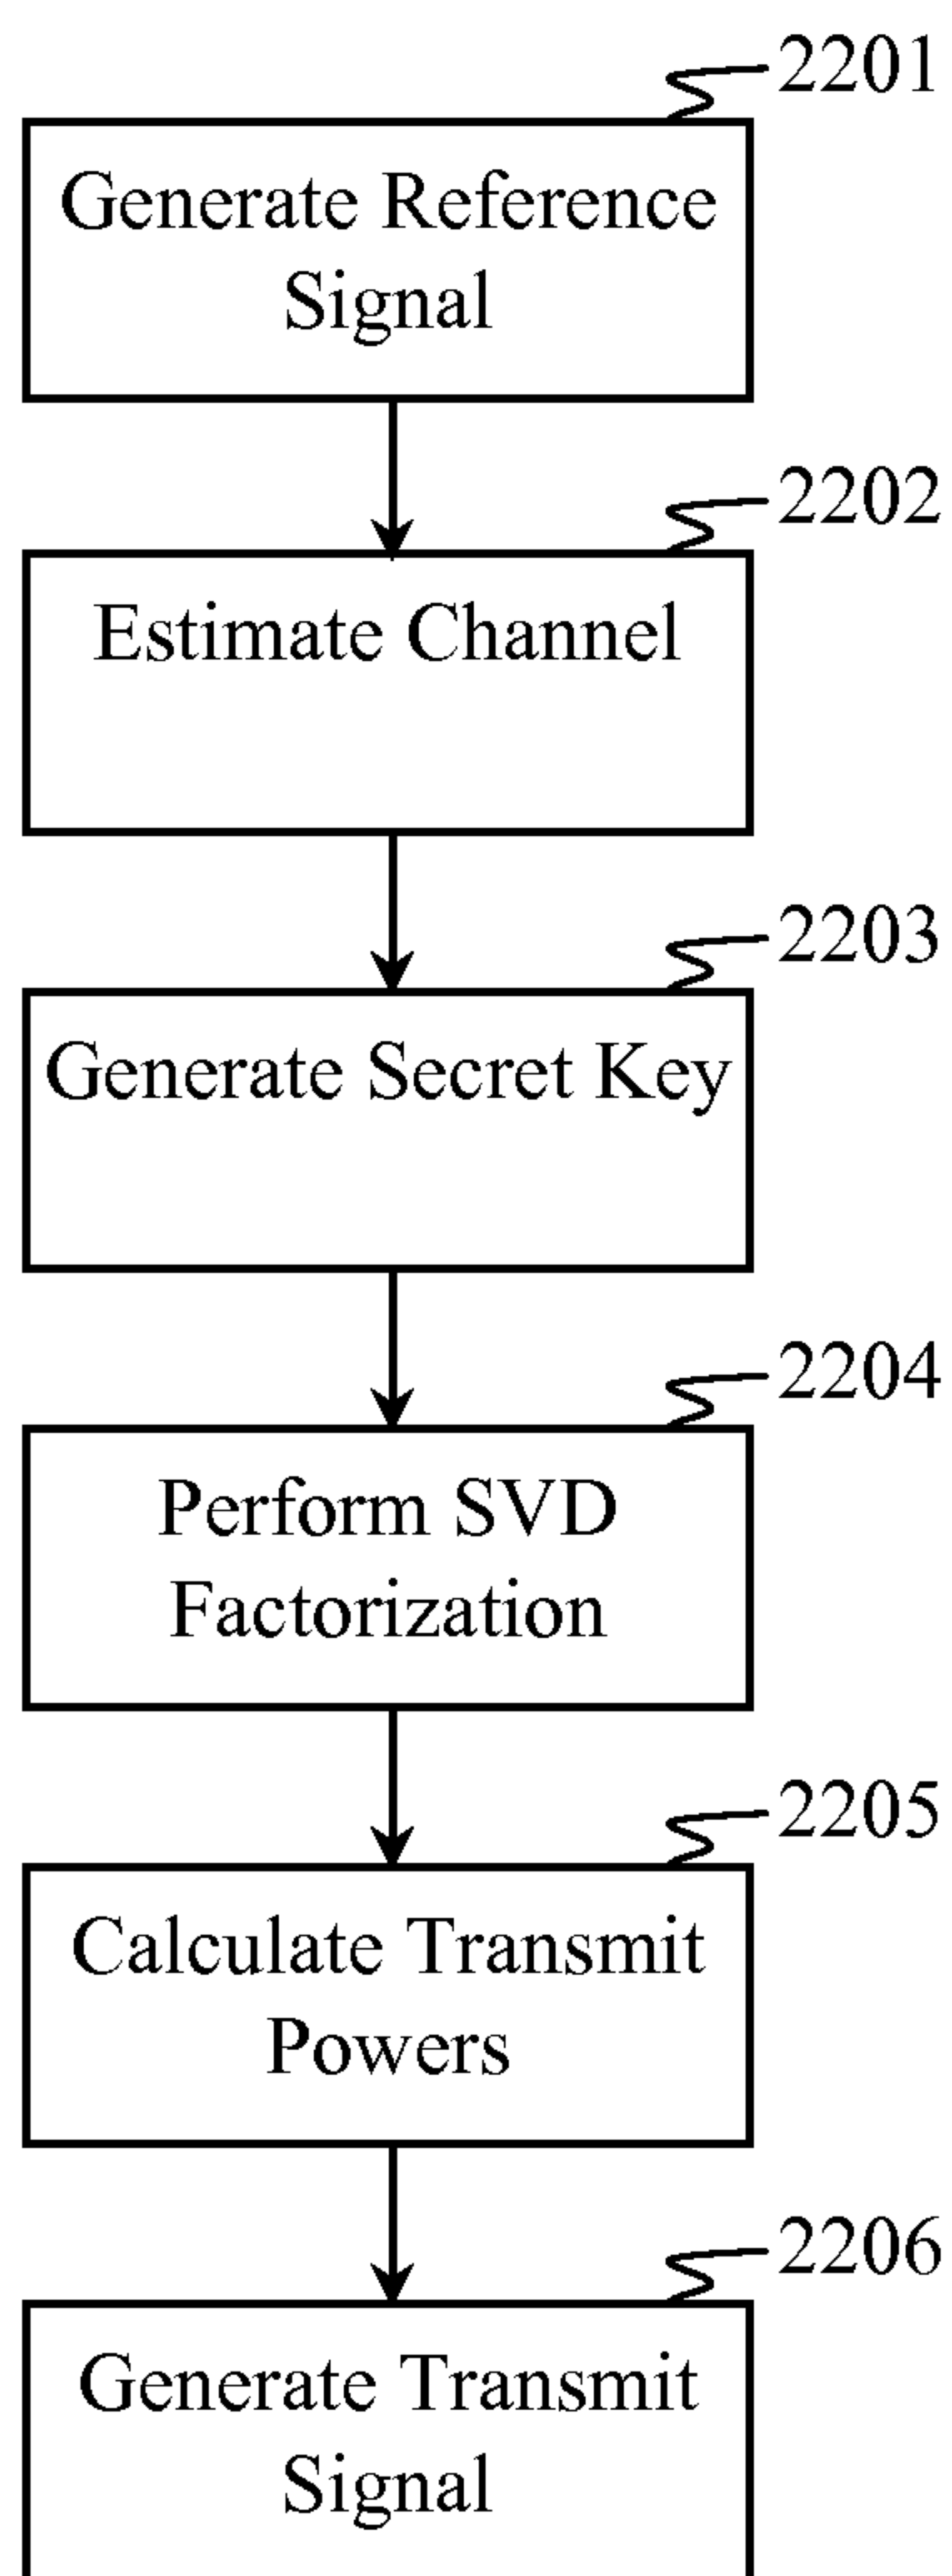 2201
Generate Reference
Signal
2202
Estimate Channel
2203
Generate Secret Key
2204
Perform SVD
Factorization
2205
Calculate Transmit
Powers
2206
Generate Transmit
Signal